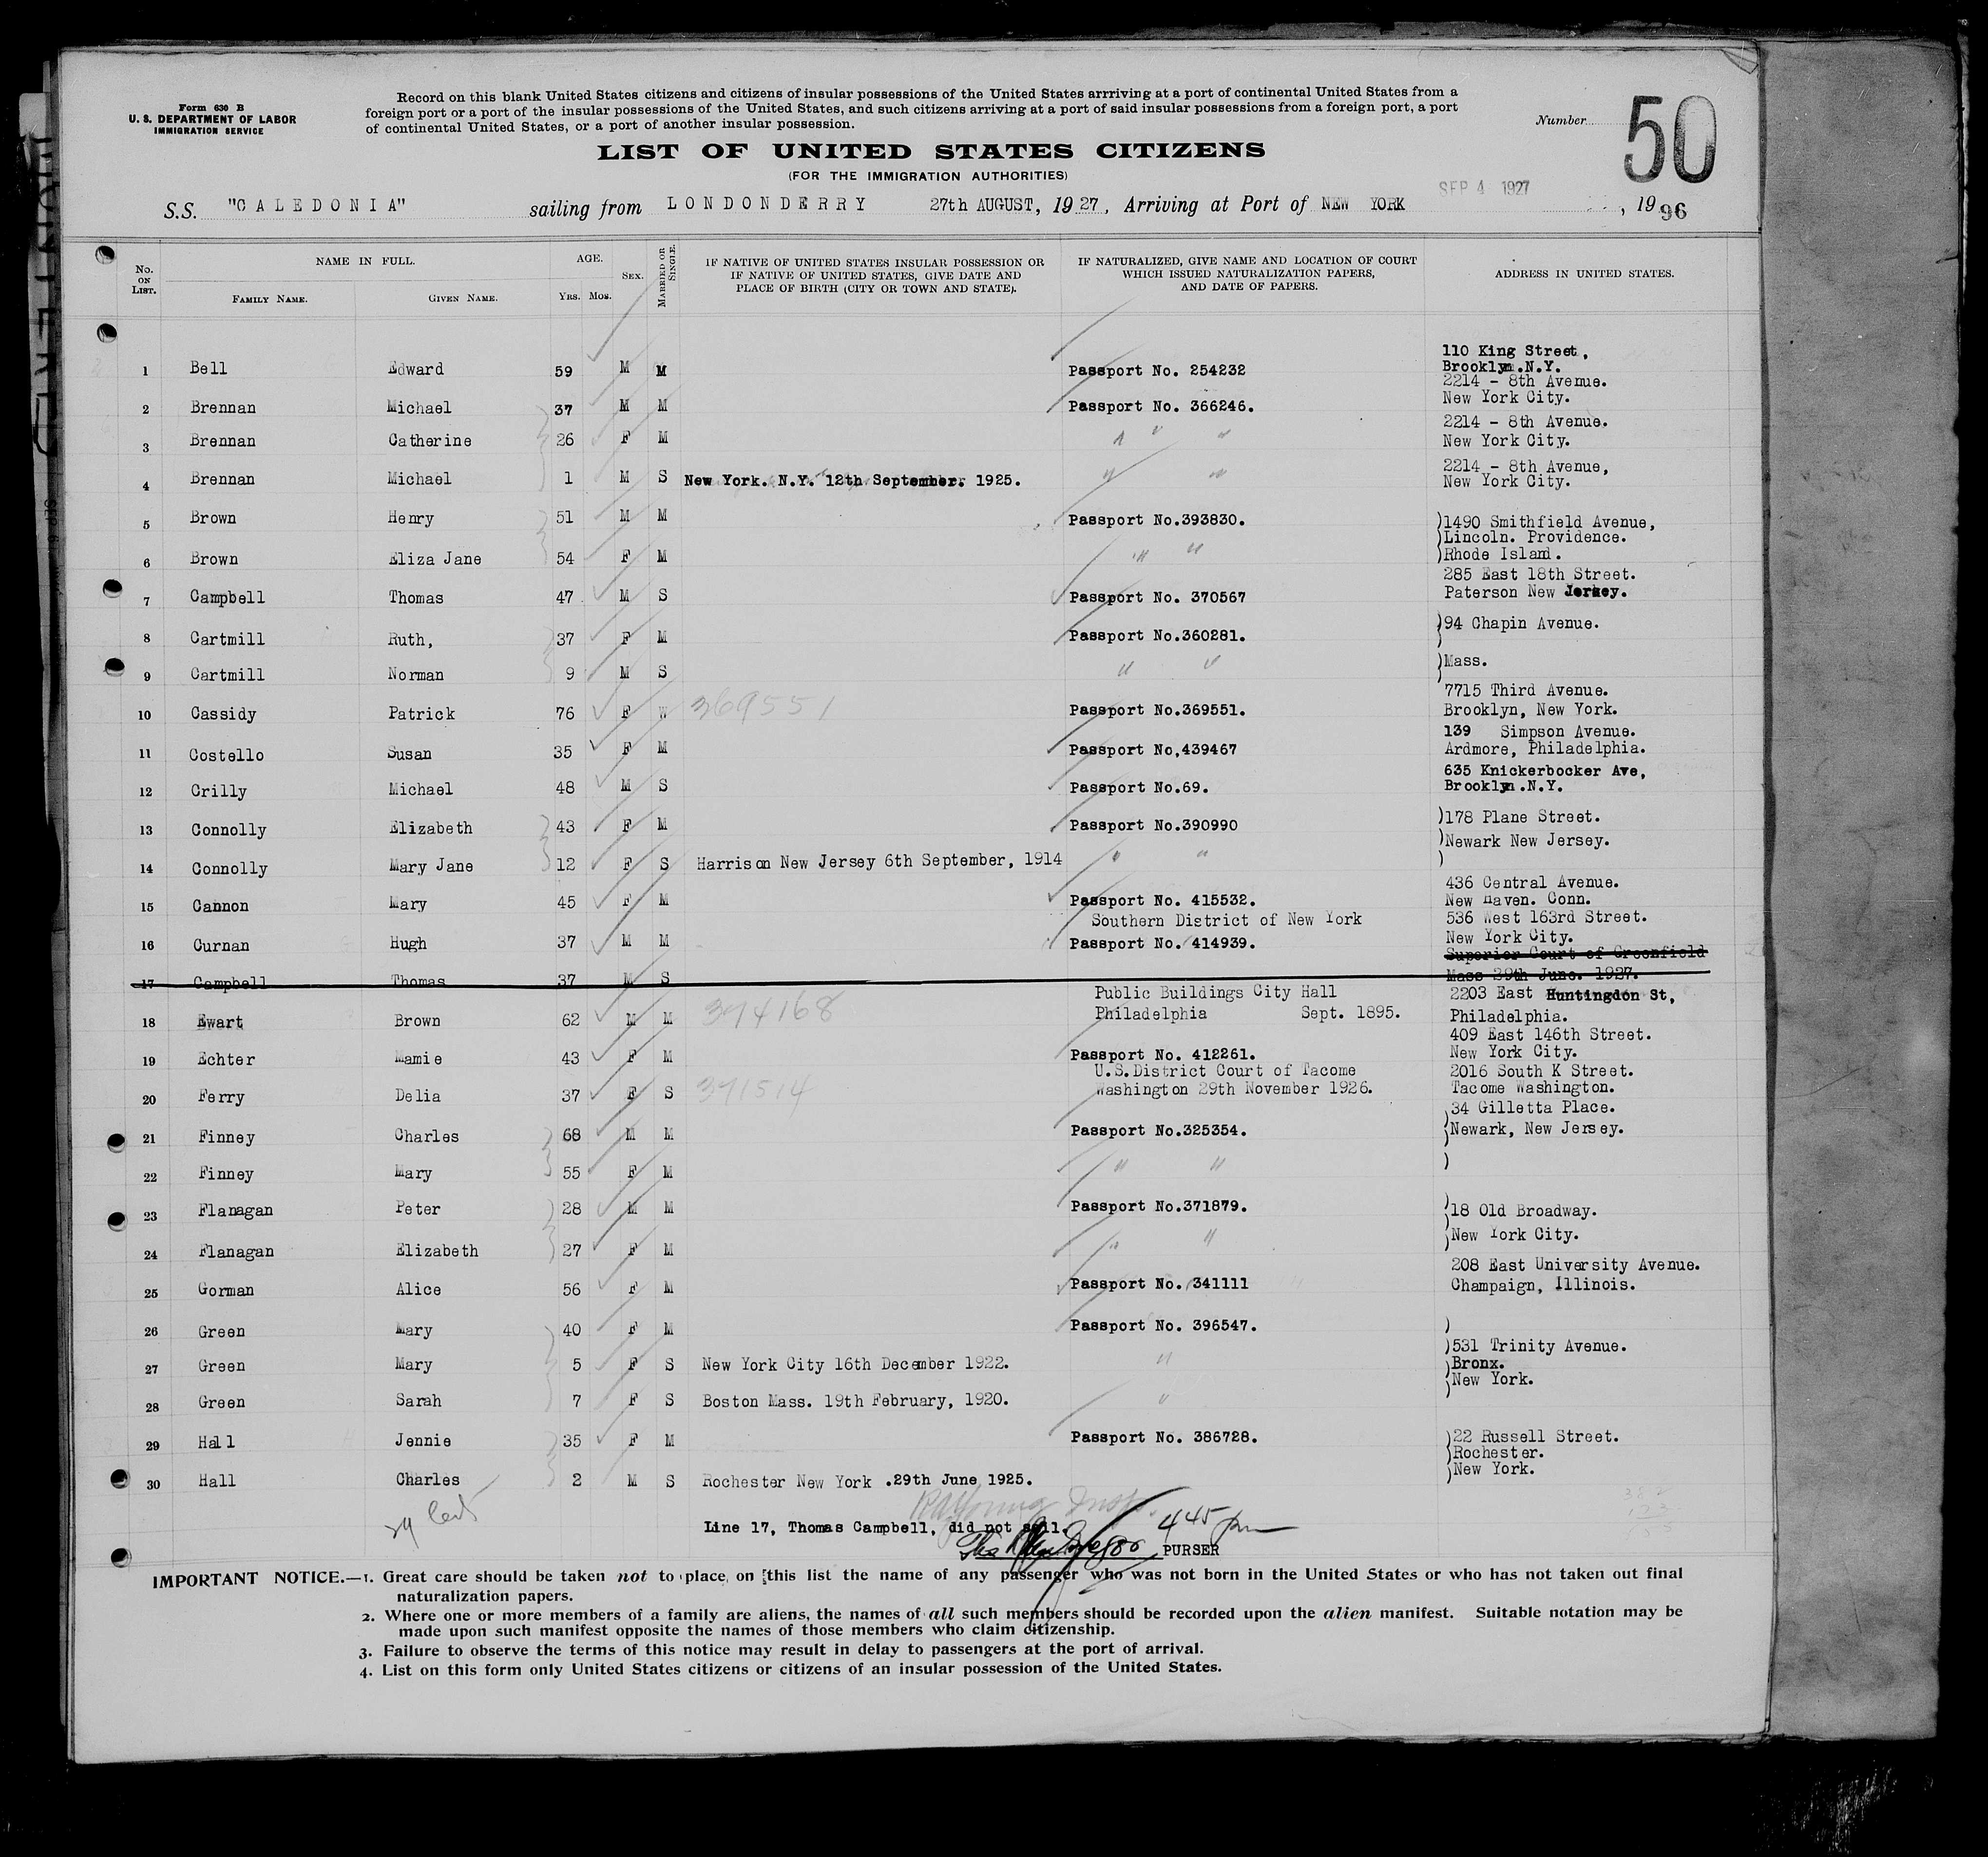 Form 630 B
U. S. DEPARTMENT OF LABOR
IMMIGRATION SERVICE
Record on this blank United States citizens and citizens of insular possessions of the United States arrriving at a port of continental United States from a
foreign port or a port of the insular possessions of the United States, and such citizens arriving at a port of said insular possessions from a foreign port, a port
of continental United States, or a port of another insular possession.
Number 50
LIST OF UNITED STATES CITIZENS
(FOR THE IMMIGRATION AUTHORITIES)
SEP 4 1927
S.S. "CALEDONIA" sailing from LONDONDERRY 27th AUGUST, 1927, Arriving at Port of NEW YORK , 19 96
No. ON LIST.
NAME IN FULL.
FAMILY NAME. GIVEN NAME.
AGE.
Yrs. Mos.
SEX.
MARRIED OR SINGLE.
IF NATIVE OF UNITED STATES INSULAR POSSESSION OR
IF NATIVE OF UNITED STATES, GIVE DATE AND
PLACE OF BIRTH (CITY OR TOWN AND STATE).
IF NATURALIZED, GIVE NAME AND LOCATION OF COURT
WHICH ISSUED NATURALIZATION PAPERS,
AND DATE OF PAPERS.
ADDRESS IN UNITED STATES.
1 Bell Edward 59 M M Passport No. 254232 110 King Street, Brooklyn.N.Y.
2 Brennan Michael 37 M M Passport No. 366246. 2214 - 8th Avenue. New York City.
3 Brennan Catherine 26 F M " " " 2214 - 8th Avenue. New York City.
4 Brennan Michael 1 M S New York. N.Y. 12th September. 1925. " " 2214 - 8th Avenue, New York City.
5 Brown Henry 51 M M Passport No.393830. )1490 Smithfield Avenue,
)Lincoln. Providence.
6 Brown Eliza Jane 54 F M " " )Rhode Island.
7 Campbell Thomas 47 M S Passport No. 370567 285 East 18th Street. Paterson New Jersey.
8 Cartmill Ruth, 37 F M Passport No.360281. )94 Chapin Avenue.
9 Cartmill Norman 9 M S " " )Mass.
10 Cassidy Patrick 76 F W 369551 Passport No.369551. 7715 Third Avenue. Brooklyn, New York.
11 Costello Susan 35 F M Passport No,439467 139 Simpson Avenue. Ardmore, Philadelphia.
12 Crilly Michael 48 M S Passport No.69. 635 Knickerbocker Ave, Brooklyn.N.Y.
13 Connolly Elizabeth 43 F M Passport No.390990 )178 Plane Street.
)Newark New Jersey.
14 Connolly Mary Jane 12 F S Harrison New Jersey 6th September, 1914 " " )
15 Cannon Mary 45 F M Passport No. 415532. 436 Central Avenue. New Haven. Conn.
16 Curnan Hugh 37 M M Southern District of New York Passport No. 414939. 536 West 163rd Street. New York City.
17 Campbell Thomas 37 M S Superior Court of Greenfield Mass 29th June. 1927.
18 Ewart Brown 62 M M 374168 Public Buildings City Hall Philadelphia Sept. 1895. 2203 East Huntingdon St, Philadelphia.
19 Echter Mamie 43 F M Passport No. 412261. 409 East 146th Street. New York City.
20 Ferry Delia 37 F S 371514 U.S.District Court of Tacome Washington 29th November 1926. 2016 South K Street. Tacome Washington.
21 Finney Charles 68 M M Passport No.325354. 34 Gilletta Place. Newark, New Jersey.
22 Finney Mary 55 F M " " )
23 Flanagan Peter 28 M M Passport No.371879. )18 Old Broadway.
24 Flanagan Elizabeth 27 F M " " )New York City.
25 Gorman Alice 56 F M Passport No. 341111 208 East University Avenue. Champaign, Illinois.
26 Green Mary 40 F M Passport No. 396547. )
)531 Trinity Avenue.
27 Green Mary 5 F S New York City 16th December 1922. " )Bronx.
)New York.
28 Green Sarah 7 F S Boston Mass. 19th February, 1920. "
29 Hall Jennie 35 F M Passport No. 386728. )22 Russell Street.
)Rochester.
30 Hall Charles 2 M S Rochester New York .29th June 1925. )New York.
Line 17, Thomas Campbell, did not sail.
445 pm
PURSER
IMPORTANT NOTICE.—1. Great care should be taken not to place on this list the name of any passenger who was not born in the United States or who has not taken out final
naturalization papers.
2. Where one or more members of a family are aliens, the names of all such members should be recorded upon the alien manifest. Suitable notation may be
made upon such manifest opposite the names of those members who claim citizenship.
3. Failure to observe the terms of this notice may result in delay to passengers at the port of arrival.
4. List on this form only United States citizens or citizens of an insular possession of the United States.